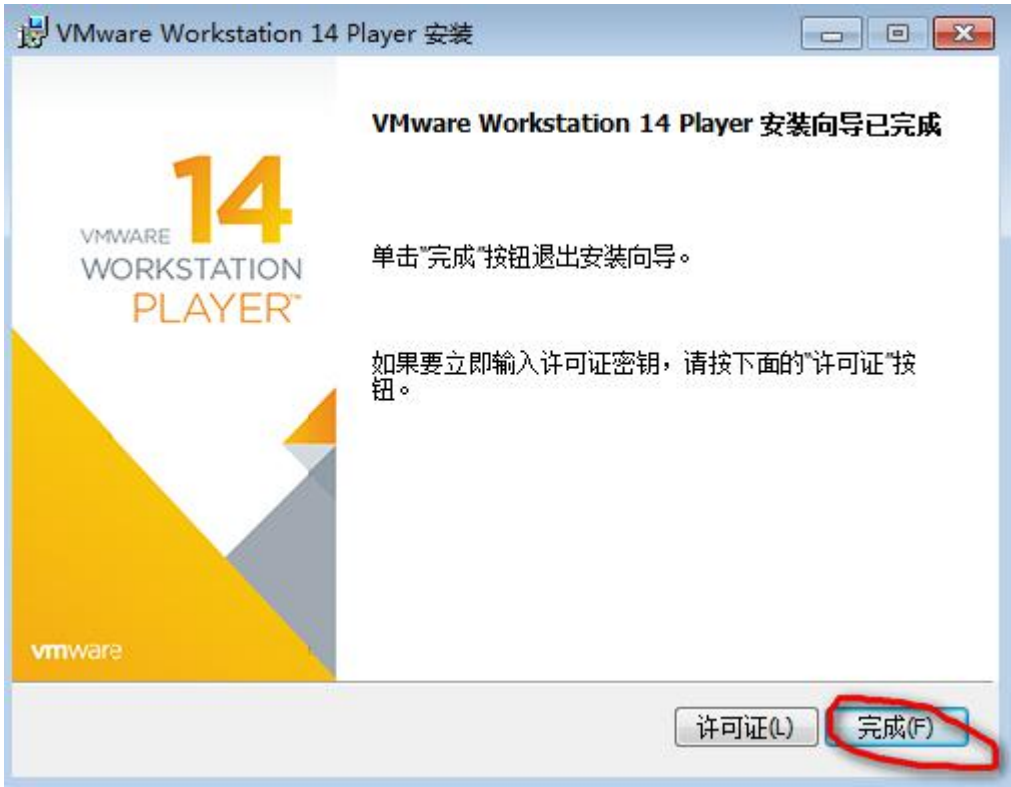 VMware Workstation 14 Player 安装
VMware Workstation 14 Player 安装向导已完成
14
VMWARE
WORKSTATION
PLAYER™
单击"完成"按钮退出安装向导。
如果要立即输入许可证密钥，请按下面的"许可证"按
钮。
vmware
许可证(L)
完成(F)